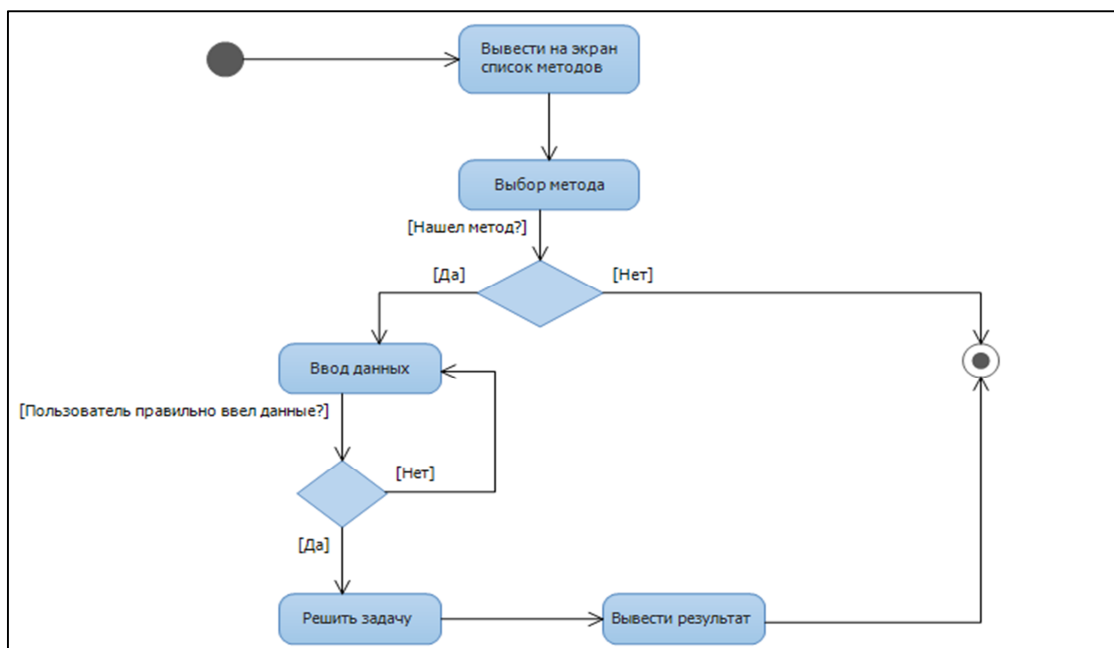 Вывести на экран
список методов
Выбор метода
[Нашел метод?]
[Да]
[Нет]
Ввод данных
[Пользователь правильно ввел данные?]
[Нет]
[Да]
Решить задачу
Вывести результат